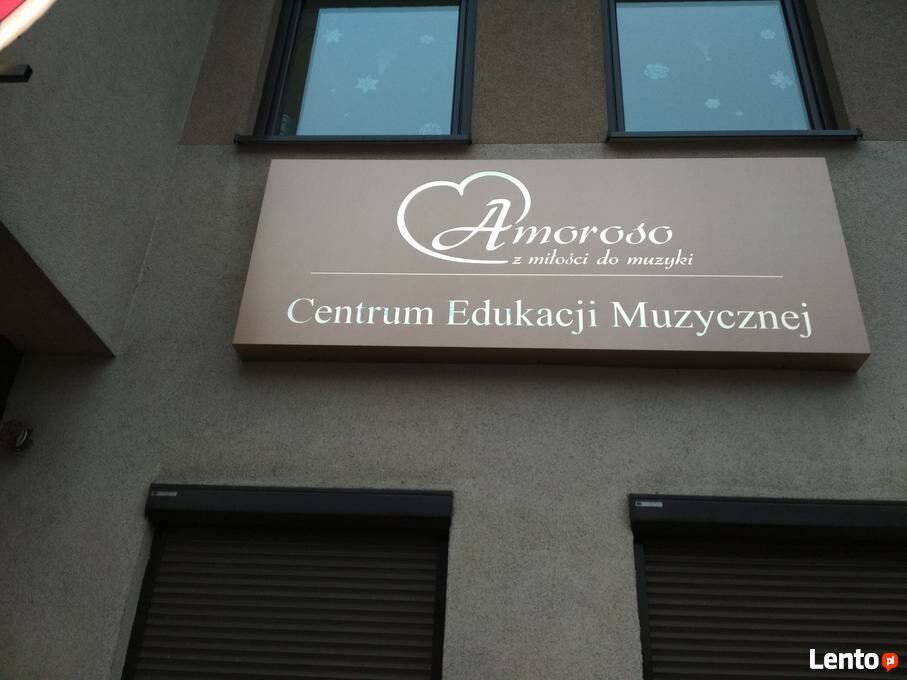 Amoroso
z miłości do muzyki
Centrum Edukacji Muzycznej
Lento pl